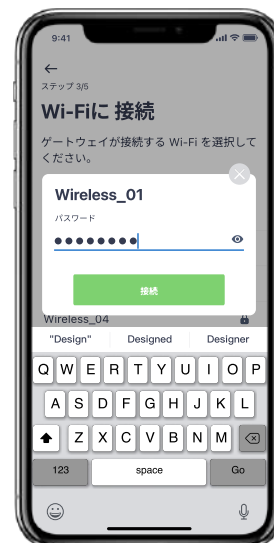 9:41
ステップ 3/5
Wi-Fiに 接続
ゲートウェイが接続する Wi-Fi を選択して
ください。
Wireless_01
パスワード
●●●●●●●●
接続
Wireless_04
"Design" Designed Designer
Q W E R T Y U I O P
A S D F G H J K L
Z X C V B N M
123 space Go